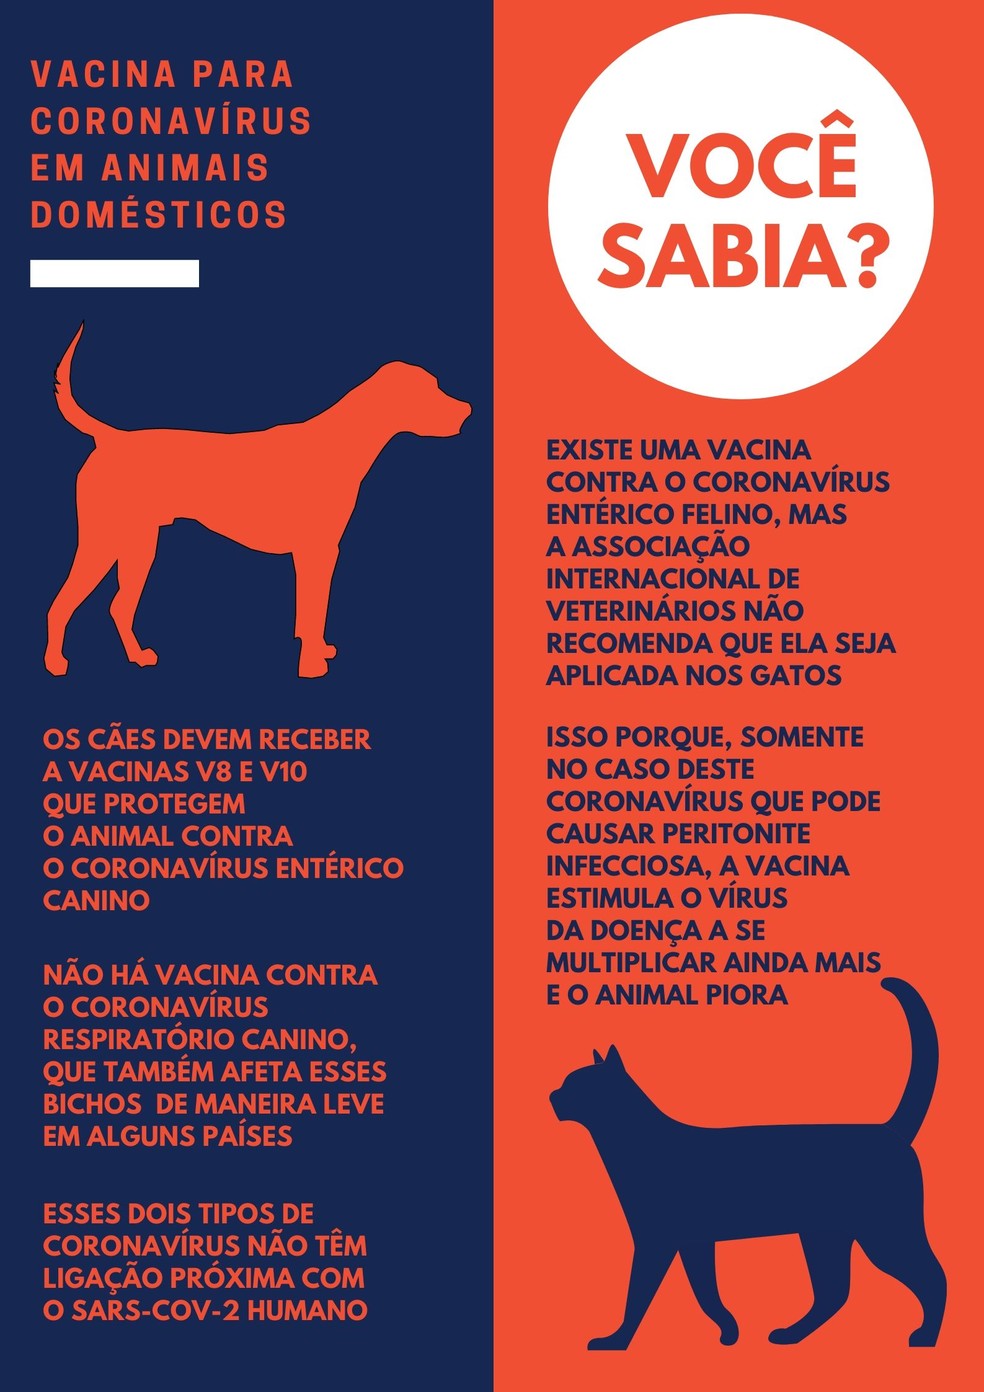 VACINA PARA
CORONAVÍRUS
EM ANIMAIS
DOMÉSTICOS
OS CÃES DEVEM RECEBER
A VACINAS V8 E V10
QUE PROTEGEM
O ANIMAL CONTRA
O CORONAVÍRUS ENTÉRICO
CANINO
NÃO HÁ VACINA CONTRA
O CORONAVÍRUS
RESPIRATÓRIO CANINO,
QUE TAMBÉM AFETA ESSES
BICHOS DE MANEIRA LEVE
EM ALGUNS PAÍSES
ESSES DOIS TIPOS DE
CORONAVÍRUS NÃO TÊM
LIGAÇÃO PRÓXIMA COM
O SARS-COV-2 HUMANO
VOCÊ
SABIA?
EXISTE UMA VACINA
CONTRA O CORONAVÍRUS
ENTÉRICO FELINO, MAS
A ASSOCIAÇÃO
INTERNACIONAL DE
VETERINÁRIOS NÃO
RECOMENDA QUE ELA SEJA
APLICADA NOS GATOS
ISSO PORQUE, SOMENTE
NO CASO DESTE
CORONAVÍRUS QUE PODE
CAUSAR PERITONITE
INFECCIOSA, A VACINA
ESTIMULA O VÍRUS
DA DOENÇA A SE
MULTIPLICAR AINDA MAIS
E O ANIMAL PIORA